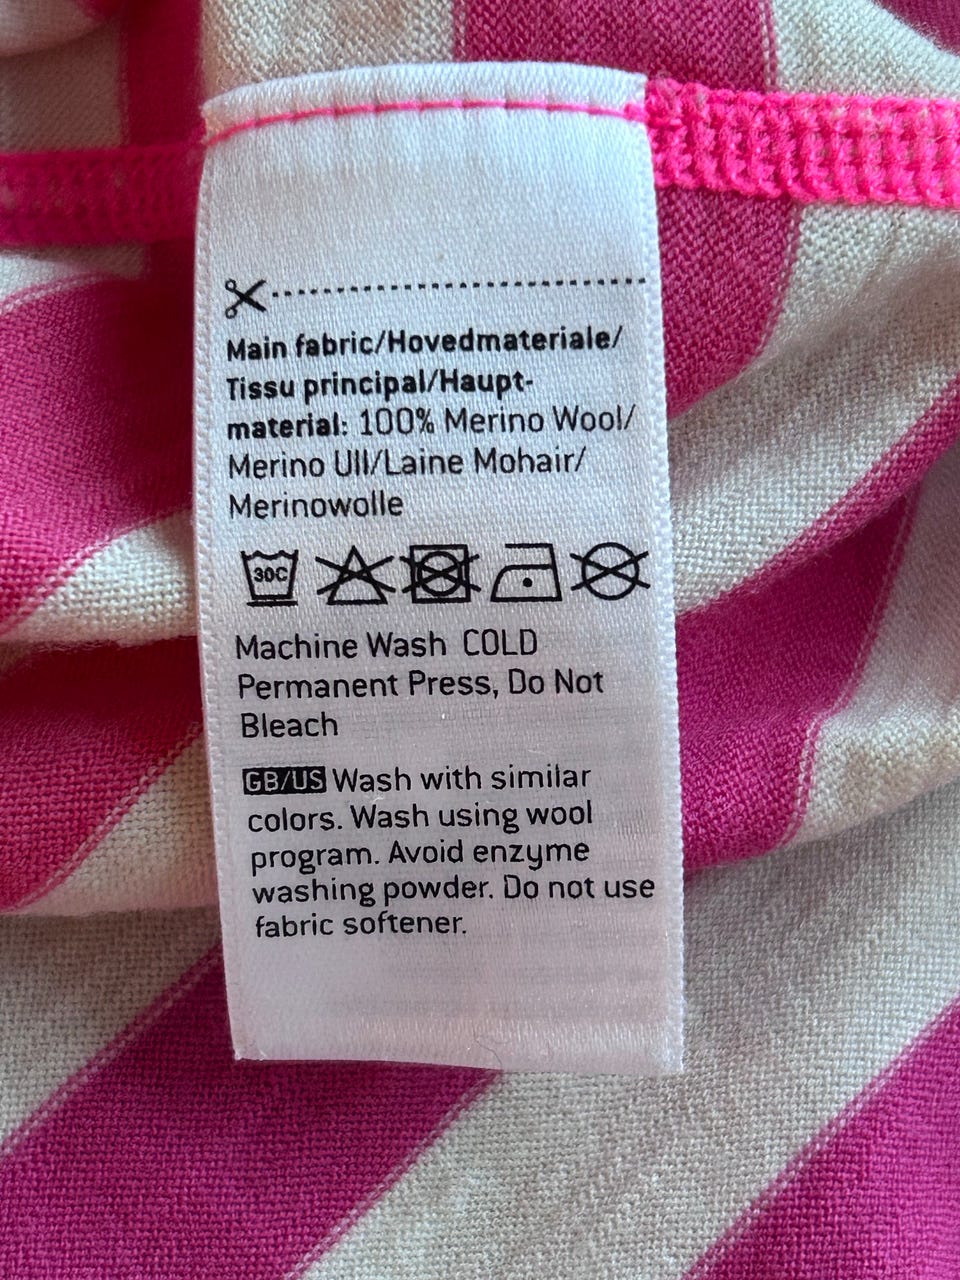 Main fabric/Hovedmateriale/
Tissu principal/Haupt-
material: 100% Merino Wool/
Merino Ull/Laine Mohair/
Merinowolle
30C
Machine Wash COLD
Permanent Press, Do Not
Bleach
GB/US Wash with similar
colors. Wash using wool
program. Avoid enzyme
washing powder. Do not use
fabric softener.